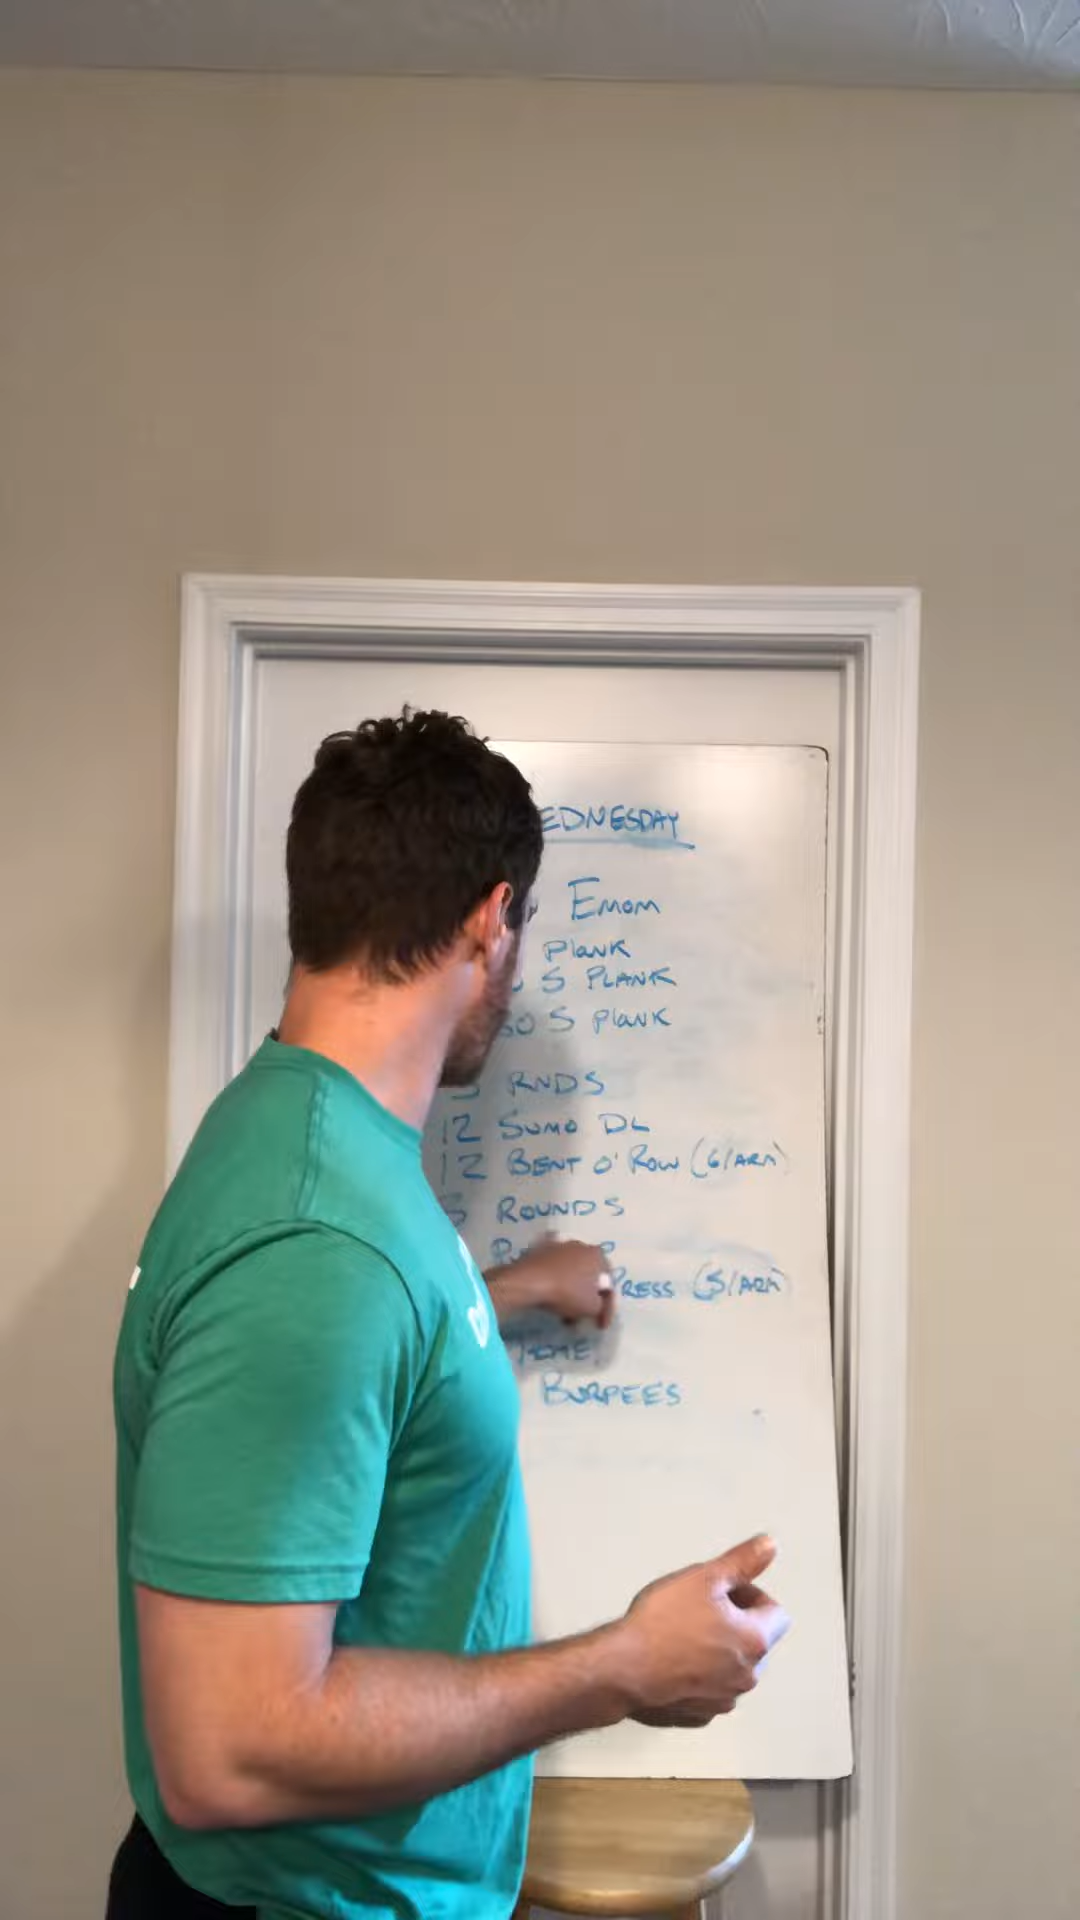 EDNESDAY
Emom
Plank
S PLANK
30 S Plank
RNDS
12 SUMO DL
12 BENT O' ROW (6/ARM)
ROUNDS
PRESS (5/ARM)
BURPEES